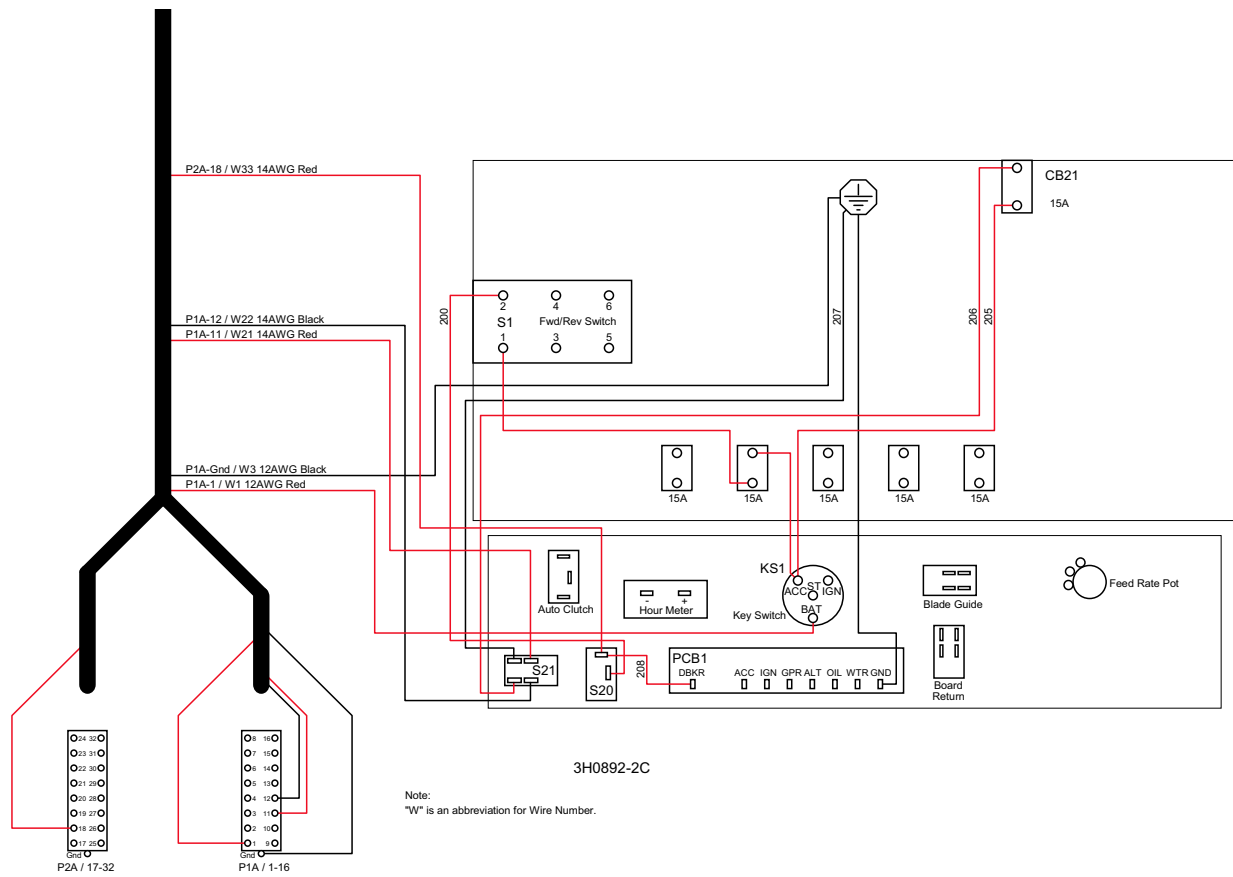 P2A-18 / W33 14AWG Red
CB21
15A
206
205
207
200
2 4 6
S1 Fwd/Rev Switch
1 3 5
P1A-12 / W22 14AWG Black
P1A-11 / W21 14AWG Red
P1A-Gnd / W3 12AWG Black
P1A-1 / W1 12AWG Red
15A 15A 15A 15A 15A
Auto Clutch
- +
Hour Meter
KS1
ACC ST IGN
BAT
Key Switch
Blade Guide
Feed Rate Pot
S21
S20
208
PCB1
DBKR ACC IGN GPR ALT OIL WTR GND
Board
Return
24 32
23 31
22 30
21 29
20 28
19 27
18 26
17 25
Gnd
P2A / 17-32
8 16
7 15
6 14
5 13
4 12
3 11
2 10
1 9
Gnd
P1A / 1-16
3H0892-2C
Note:
"W" is an abbreviation for Wire Number.